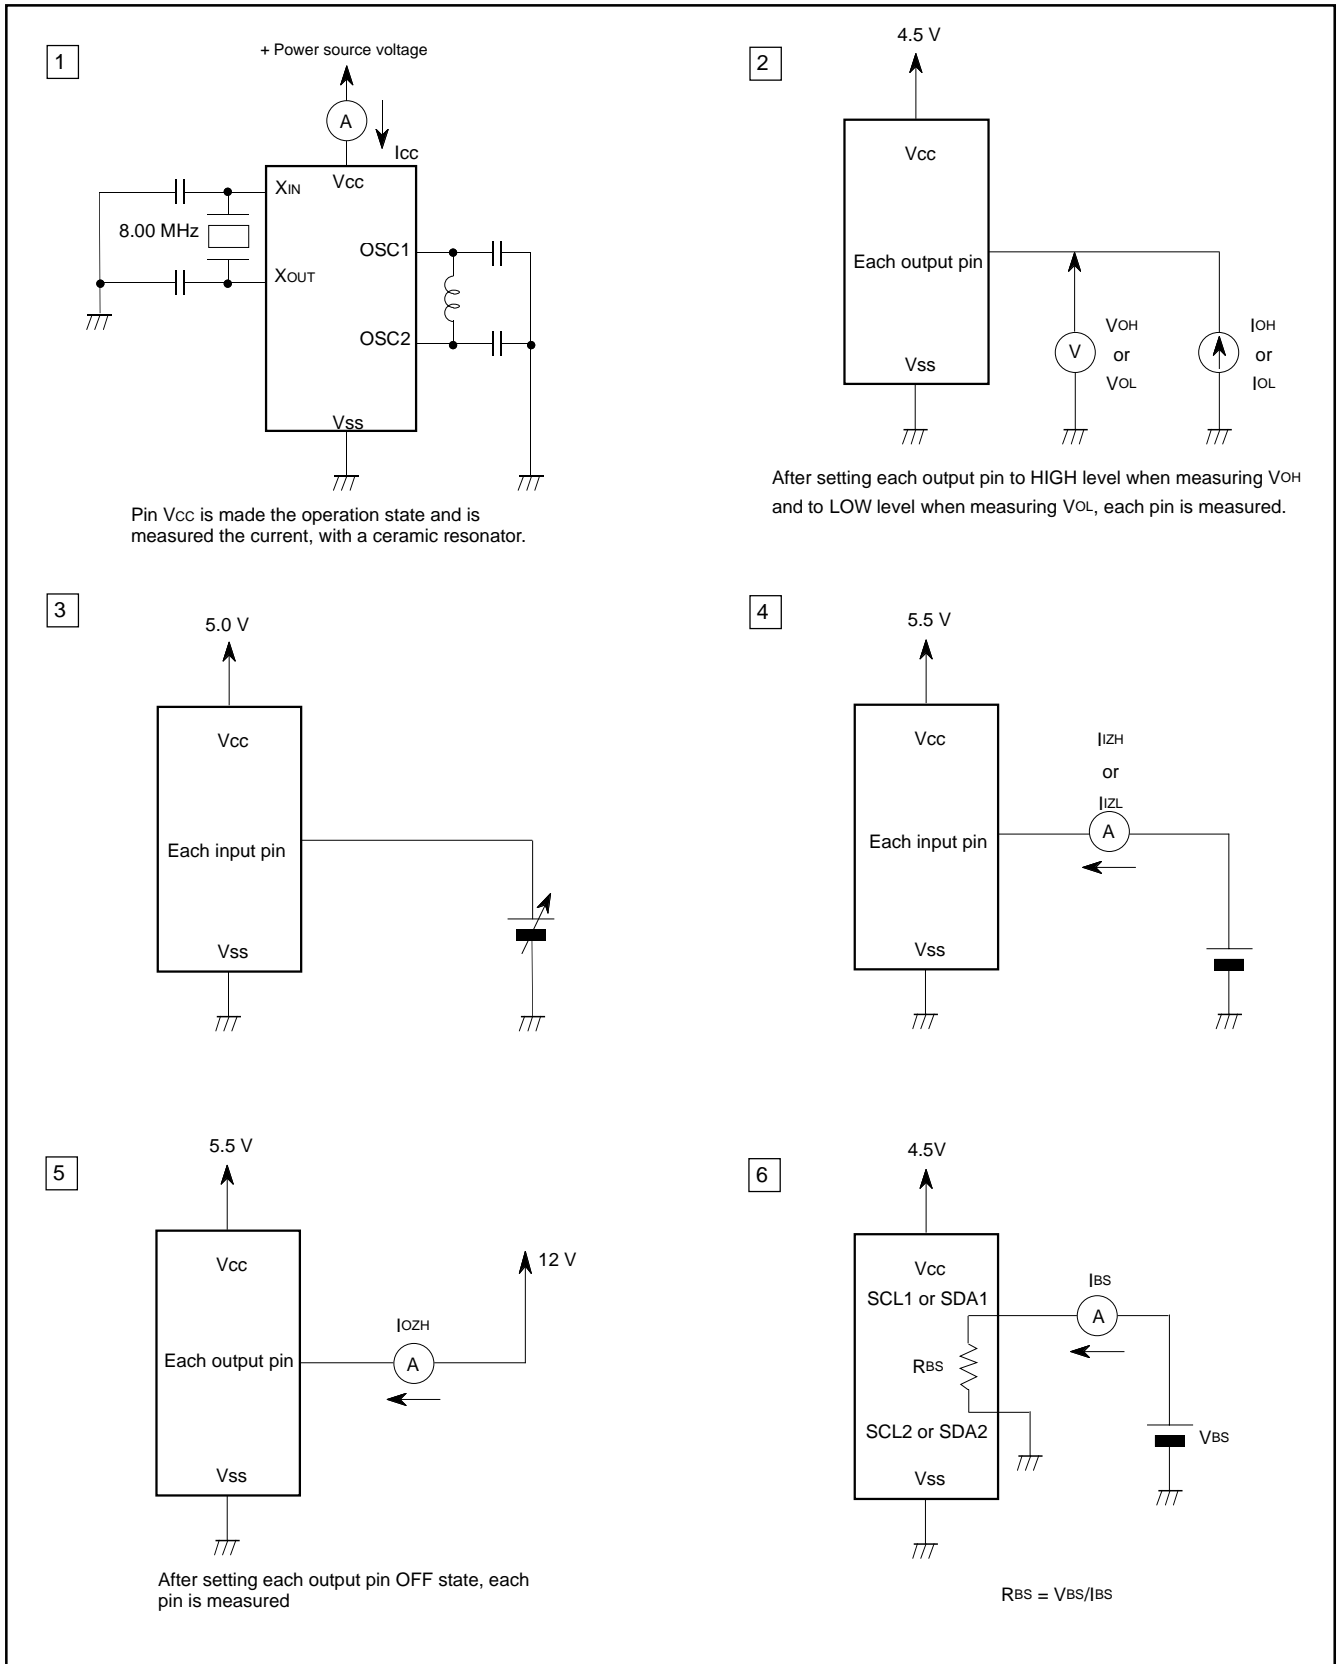 1
+ Power source voltage
A
Icc
Vcc
XIN
8.00 MHz
OSC1
XOUT
OSC2
Vss
Pin VCC is made the operation state and is
measured the current, with a ceramic resonator.
2
4.5 V
Vcc
Each output pin
VOH
or
VOL
V
IOH
or
IOL
Vss
After setting each output pin to HIGH level when measuring VOH
and to LOW level when measuring VOL, each pin is measured.
3
5.0 V
Vcc
Each input pin
Vss
4
5.5 V
Vcc
IIZH
or
IIZL
Each input pin
A
Vss
5
5.5 V
Vcc
12 V
IOZH
Each output pin
A
Vss
After setting each output pin OFF state, each
pin is measured
6
4.5V
Vcc
SCL1 or SDA1
IBS
A
RBS
SCL2 or SDA2
VBS
Vss
RBS = VBS/IBS